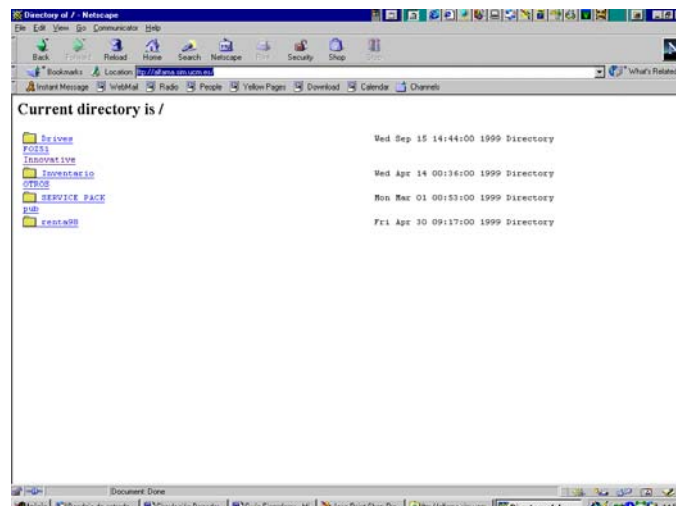 Directory of / - Netscape
File Edit View Go Communicator Help
Back Forward Reload Home Search Netscape Print Security Shop Stop
Bookmarks Location ftp://alfama.sim.ucm.es/ What's Related
Instant Message WebMail Radio People Yellow Pages Download Calendar Channels
Current directory is /
Drives Wed Sep 15 14:44:00 1999 Directory
FOZS1
Innovative
Inventario Wed Apr 14 00:36:00 1999 Directory
OTROS
SERVICE PACK Mon Mar 01 00:53:00 1999 Directory
pub
renta98 Fri Apr 30 09:17:00 1999 Directory
Document: Done